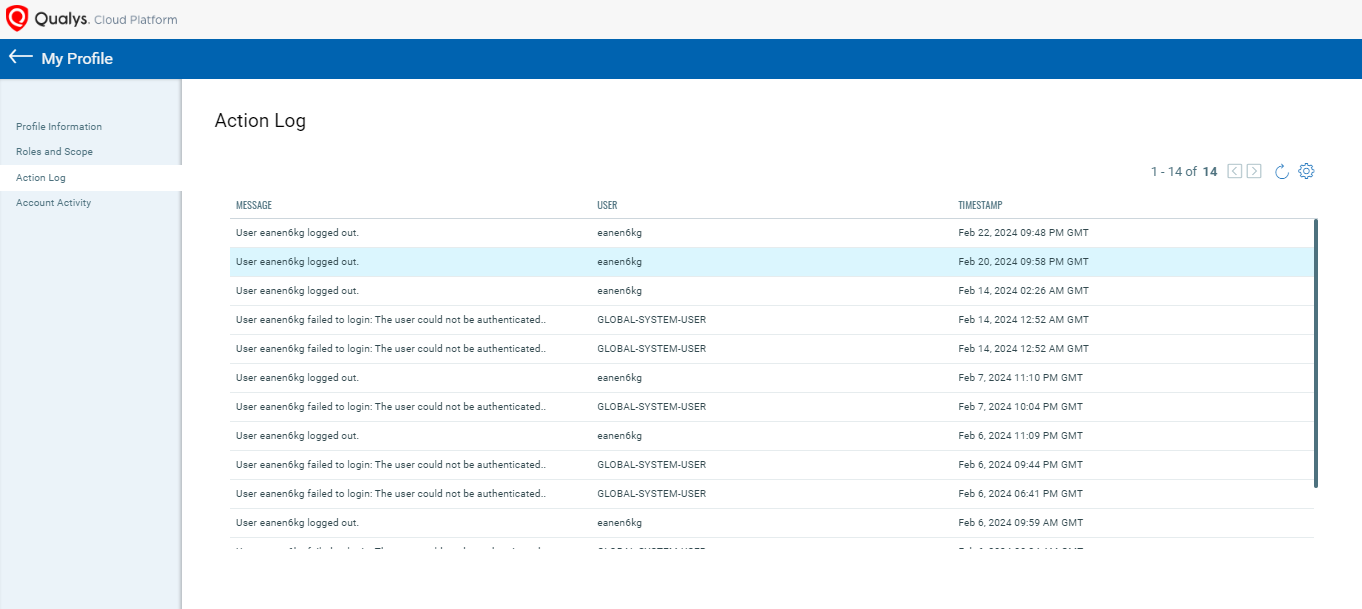 Qualys. Cloud Platform
My Profile
Profile Information
Roles and Scope
Action Log
Account Activity
Action Log
1 - 14 of 14
MESSAGE USER TIMESTAMP
User eanen6kg logged out. eanen6kg Feb 22, 2024 09:48 PM GMT
User eanen6kg logged out. eanen6kg Feb 20, 2024 09:58 PM GMT
User eanen6kg logged out. eanen6kg Feb 14, 2024 02:26 AM GMT
User eanen6kg failed to login: The user could not be authenticated.. GLOBAL-SYSTEM-USER Feb 14, 2024 12:52 AM GMT
User eanen6kg failed to login: The user could not be authenticated.. GLOBAL-SYSTEM-USER Feb 14, 2024 12:52 AM GMT
User eanen6kg logged out. eanen6kg Feb 7, 2024 11:10 PM GMT
User eanen6kg failed to login: The user could not be authenticated.. GLOBAL-SYSTEM-USER Feb 7, 2024 10:04 PM GMT
User eanen6kg logged out. eanen6kg Feb 6, 2024 11:09 PM GMT
User eanen6kg failed to login: The user could not be authenticated.. GLOBAL-SYSTEM-USER Feb 6, 2024 09:44 PM GMT
User eanen6kg failed to login: The user could not be authenticated.. GLOBAL-SYSTEM-USER Feb 6, 2024 06:41 PM GMT
User eanen6kg logged out. eanen6kg Feb 6, 2024 09:59 AM GMT